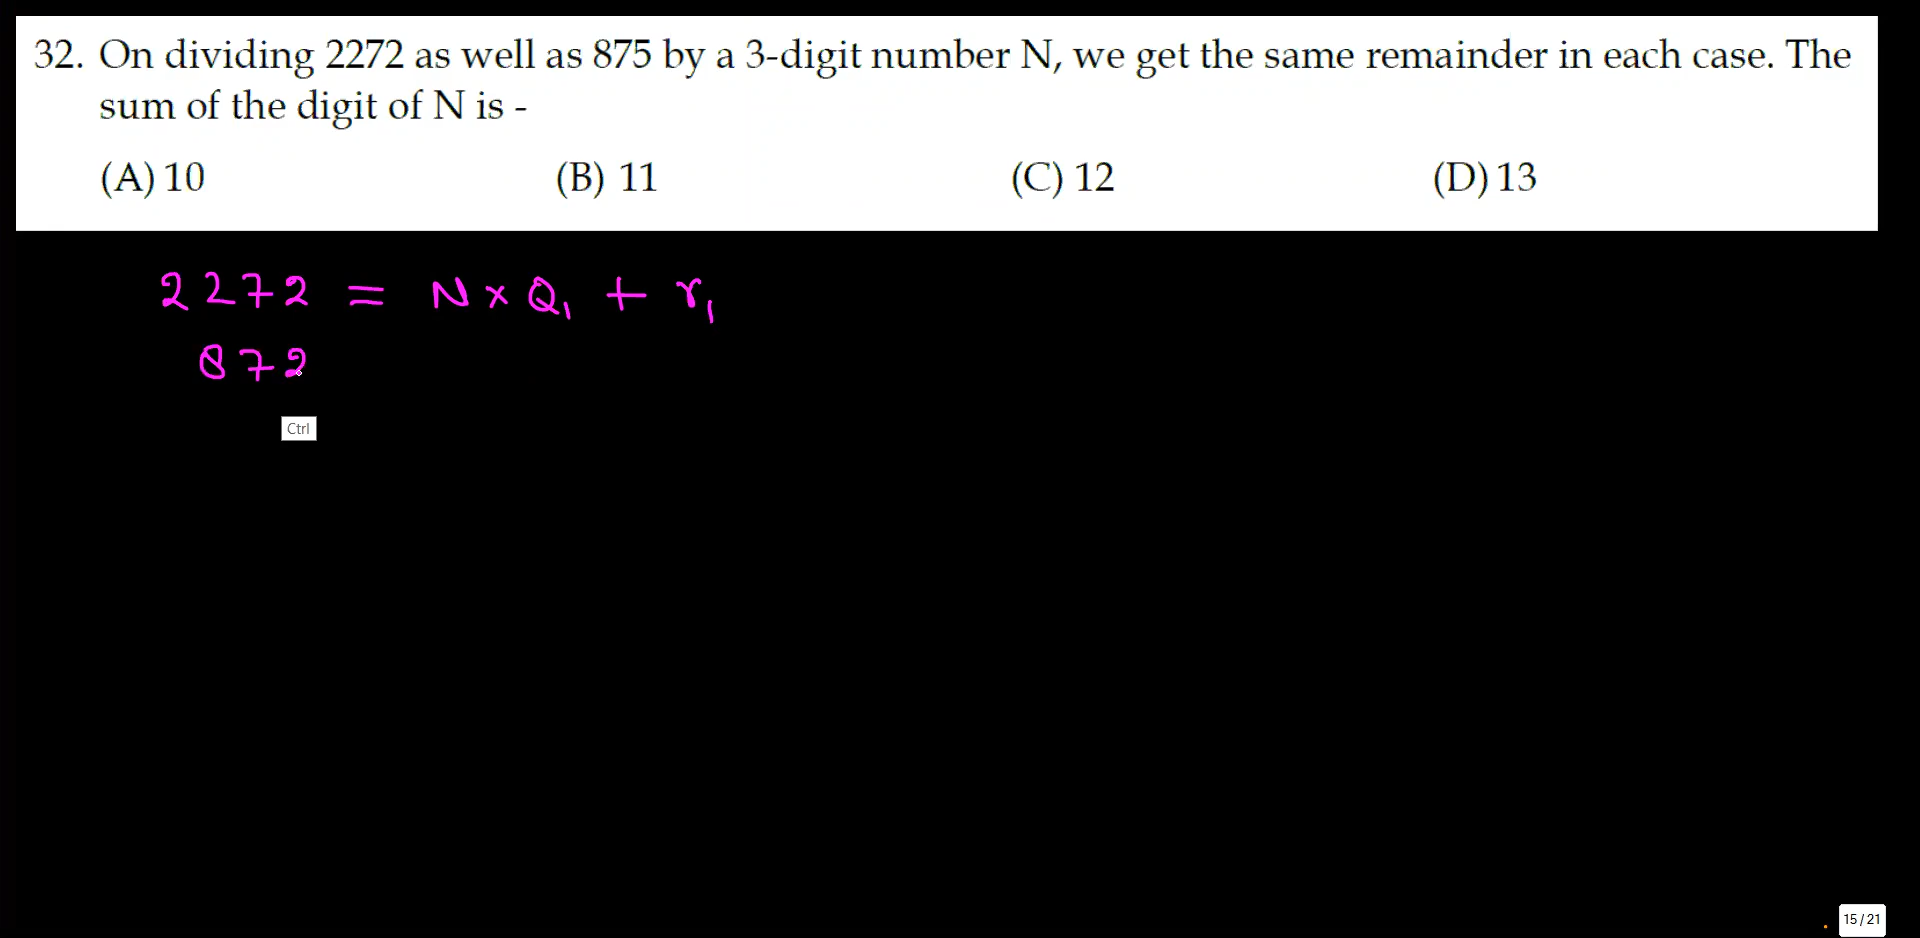 32. On dividing 2272 as well as 875 by a 3-digit number N, we get the same remainder in each case. The
sum of the digit of N is -
(A) 10 (B) 11 (C) 12 (D) 13
2272 = N × Q₁ + r₁
872
Ctrl
15 / 21